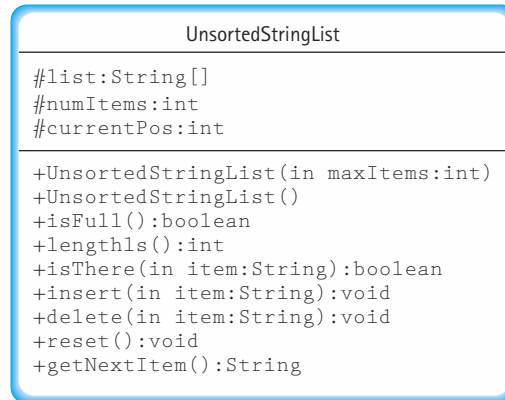 UnsortedStringList
#list:String[]
#numItems:int
#currentPos:int
+UnsortedStringList(in maxItems:int)
+UnsortedStringList()
+isFull():boolean
+lengthls():int
+isThere(in item:String):boolean
+insert(in item:String):void
+delete(in item:String):void
+reset():void
+getNextItem():String